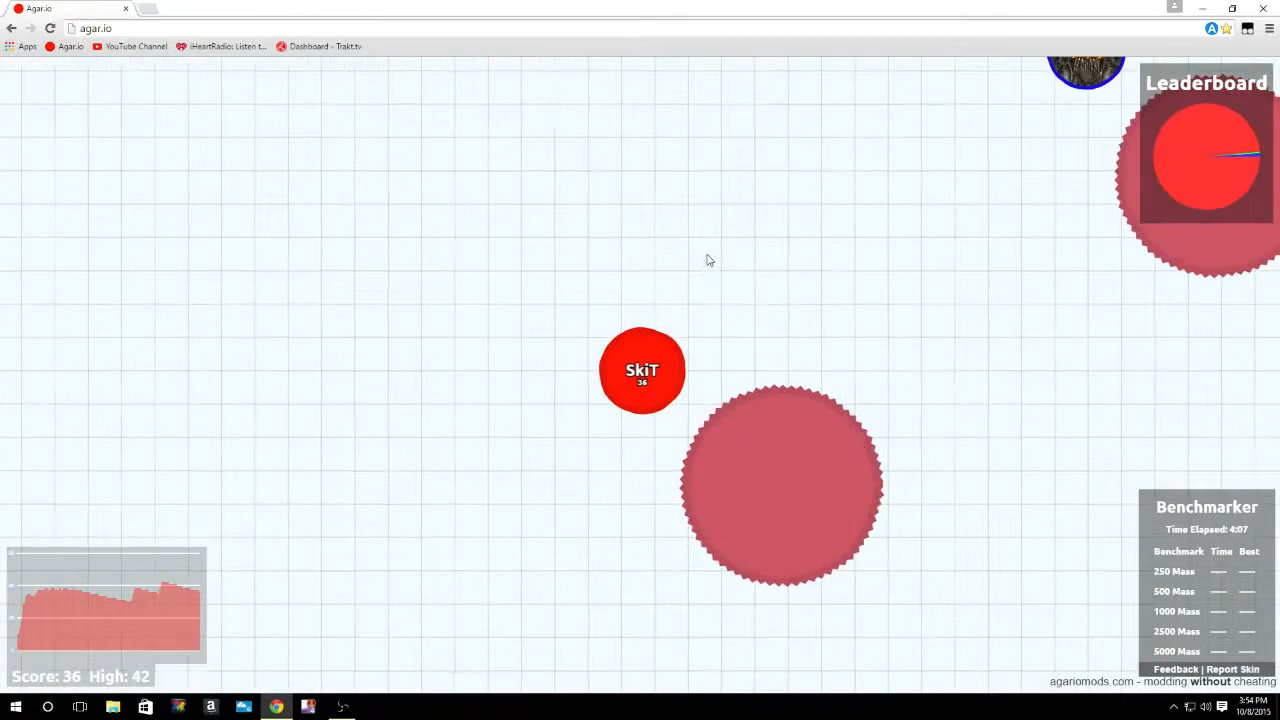 Agar.io
agar.io
Apps Agar.io YouTube Channel iHeartRadio: Listen t... Dashboard - Trakt.tv
Leaderboard
SkiT
36
Benchmarker
Time Elapsed: 4:07
Benchmark Time Best
250 Mass
500 Mass
1000 Mass
2500 Mass
5000 Mass
Feedback | Report Skin
Score: 36 High: 42
agariomods.com - modding without cheating
3:54 PM
10/8/2015